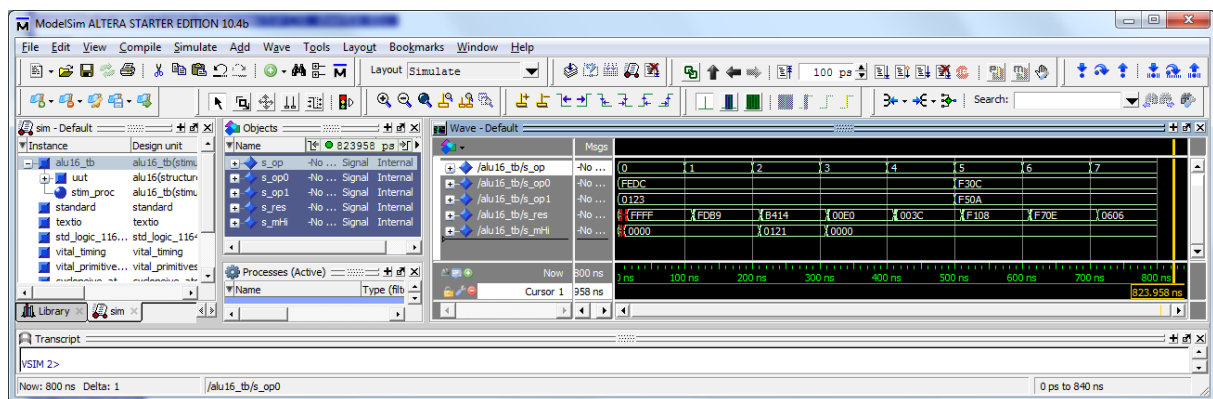 ModelSim ALTERA STARTER EDITION 10.4b
File Edit View Compile Simulate Add Wave Tools Layout Bookmarks Window Help
Layout Simulate
100 ps
Search:
sim - Default
Instance Design unit
alu16_tb alu16_tb(stimu
uut alu16(structur
stim_proc alu16_tb(stimu
standard standard
textio textio
std_logic_116... std_logic_116
vital_timing vital_timing
vital_primitive... vital_primitives
Library sim
Objects
Name 823958 ps
s_op -No ... Signal Internal
s_op0 -No ... Signal Internal
s_op1 -No ... Signal Internal
s_res -No ... Signal Internal
s_mHi -No ... Signal Internal
Processes (Active)
Name Type (filt
Wave - Default
Msgs
/alu16_tb/s_op -No ... 0 1 2 3 4 5 6 7
/alu16_tb/s_op0 -No ... FEDC F30C
/alu16_tb/s_op1 -No ... 0123 F50A
/alu16_tb/s_res -No ... FFFF FDB9 B414 00E0 003C F108 F70E 0606
/alu16_tb/s_mHi -No ... 0000 0121 0000
Now 800 ns 0 ns 100 ns 200 ns 300 ns 400 ns 500 ns 600 ns 700 ns 800 ns
Cursor 1 958 ns 823.958 ns
Transcript
VSIM 2>
Now: 800 ns Delta: 1 /alu16_tb/s_op0 0 ps to 840 ns